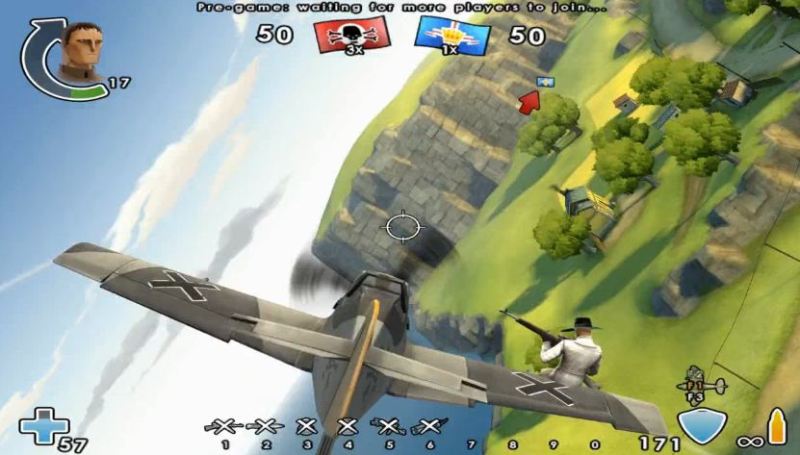 Pre-game: waiting for more players to join...
50 3x 1x 50
17
F1
F3
57 1 2 3 4 5 6 7 8 9 0 171 ∞